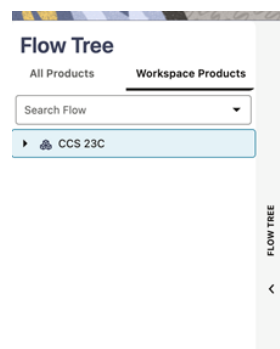 Flow Tree
All Products Workspace Products
Search Flow
CCS 23C
FLOW TREE